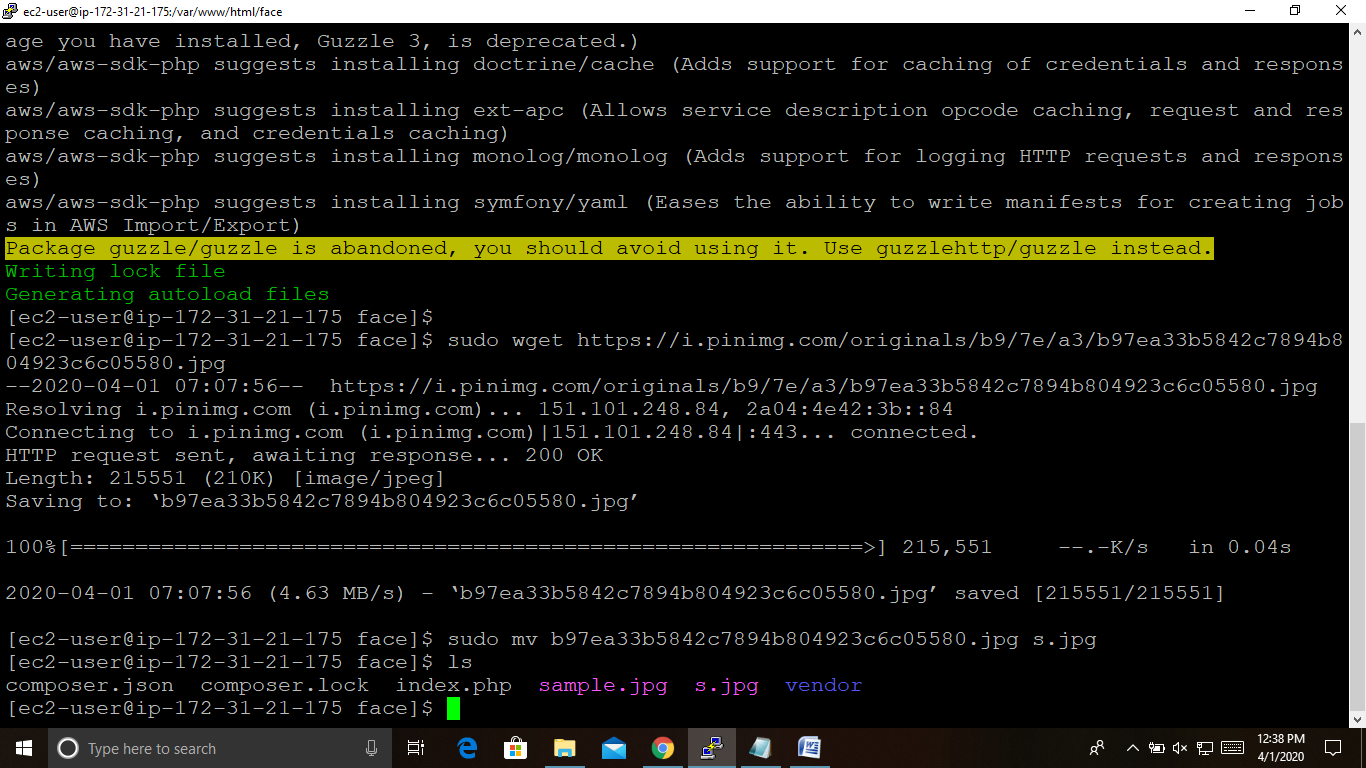 ec2-user@ip-172-31-21-175:/var/www/html/face
age you have installed, Guzzle 3, is deprecated.)
aws/aws-sdk-php suggests installing doctrine/cache (Adds support for caching of credentials and respons
es)
aws/aws-sdk-php suggests installing ext-apc (Allows service description opcode caching, request and res
ponse caching, and credentials caching)
aws/aws-sdk-php suggests installing monolog/monolog (Adds support for logging HTTP requests and respons
es)
aws/aws-sdk-php suggests installing symfony/yaml (Eases the ability to write manifests for creating job
s in AWS Import/Export)
Package guzzle/guzzle is abandoned, you should avoid using it. Use guzzlehttp/guzzle instead.
Writing lock file
Generating autoload files
[ec2-user@ip-172-31-21-175 face]$
[ec2-user@ip-172-31-21-175 face]$ sudo wget https://i.pinimg.com/originals/b9/7e/a3/b97ea33b5842c7894b8
04923c6c05580.jpg
--2020-04-01 07:07:56--  https://i.pinimg.com/originals/b9/7e/a3/b97ea33b5842c7894b804923c6c05580.jpg
Resolving i.pinimg.com (i.pinimg.com)... 151.101.248.84, 2a04:4e42:3b::84
Connecting to i.pinimg.com (i.pinimg.com)|151.101.248.84|:443... connected.
HTTP request sent, awaiting response... 200 OK
Length: 215551 (210K) [image/jpeg]
Saving to: ‘b97ea33b5842c7894b804923c6c05580.jpg’
100%[=============================================================>] 215,551     --.-K/s   in 0.04s
2020-04-01 07:07:56 (4.63 MB/s) - ‘b97ea33b5842c7894b804923c6c05580.jpg’ saved [215551/215551]
[ec2-user@ip-172-31-21-175 face]$ sudo mv b97ea33b5842c7894b804923c6c05580.jpg s.jpg
[ec2-user@ip-172-31-21-175 face]$ ls
composer.json  composer.lock  index.php  sample.jpg  s.jpg  vendor
[ec2-user@ip-172-31-21-175 face]$
Type here to search
12:38 PM
4/1/2020